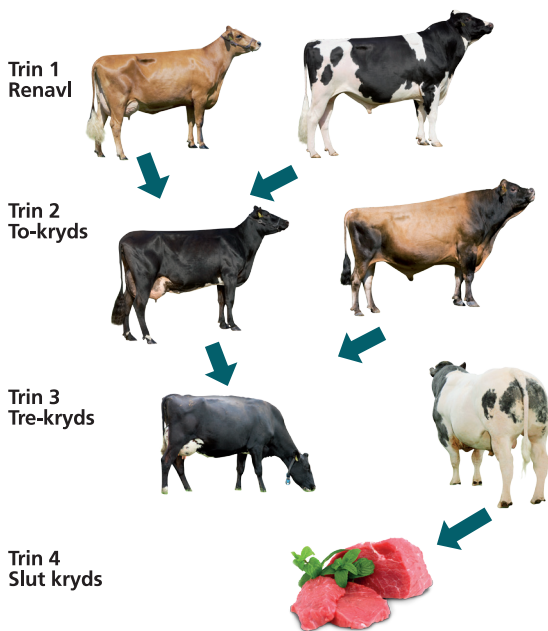 Trin 1
Renavl
Trin 2
To-kryds
Trin 3
Tre-kryds
Trin 4
Slut kryds